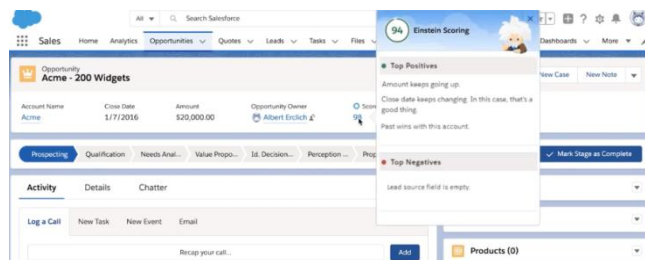 All
Search Salesforce
Sales
Home
Analytics
Opportunities
Quotes
Leads
Tasks
Files
Dashboards
More
94
Einstein Scoring
Top Positives
Amount keeps going up.
Close date keeps changing. In this case, that's a
good thing.
Past wins with this account.
Top Negatives
Lead source field is empty.
Opportunity
Acme - 200 Widgets
New Case
New Note
Account Name
Close Date
Amount
Opportunity Owner
Scor
Acme
1/7/2016
$20,000.00
Albert Erclich
Prospecting
Qualification
Needs Anal...
Value Propo...
Id. Decision...
Perception ...
Prop
Mark Stage as Complete
Activity
Details
Chatter
Log a Call
New Task
New Event
Email
Recap your call...
Add
Products (0)